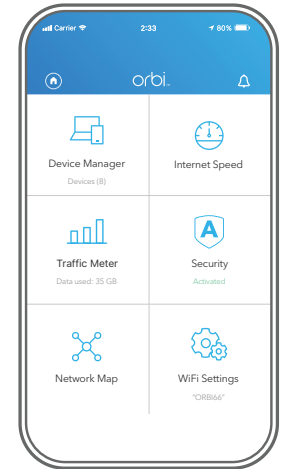 Carrier 2:33 80%
orbi
Device Manager
Devices (8)
Internet Speed
Traffic Meter
Data used: 35 GB
A
Security
Activated
Network Map
WiFi Settings
"ORBI66"